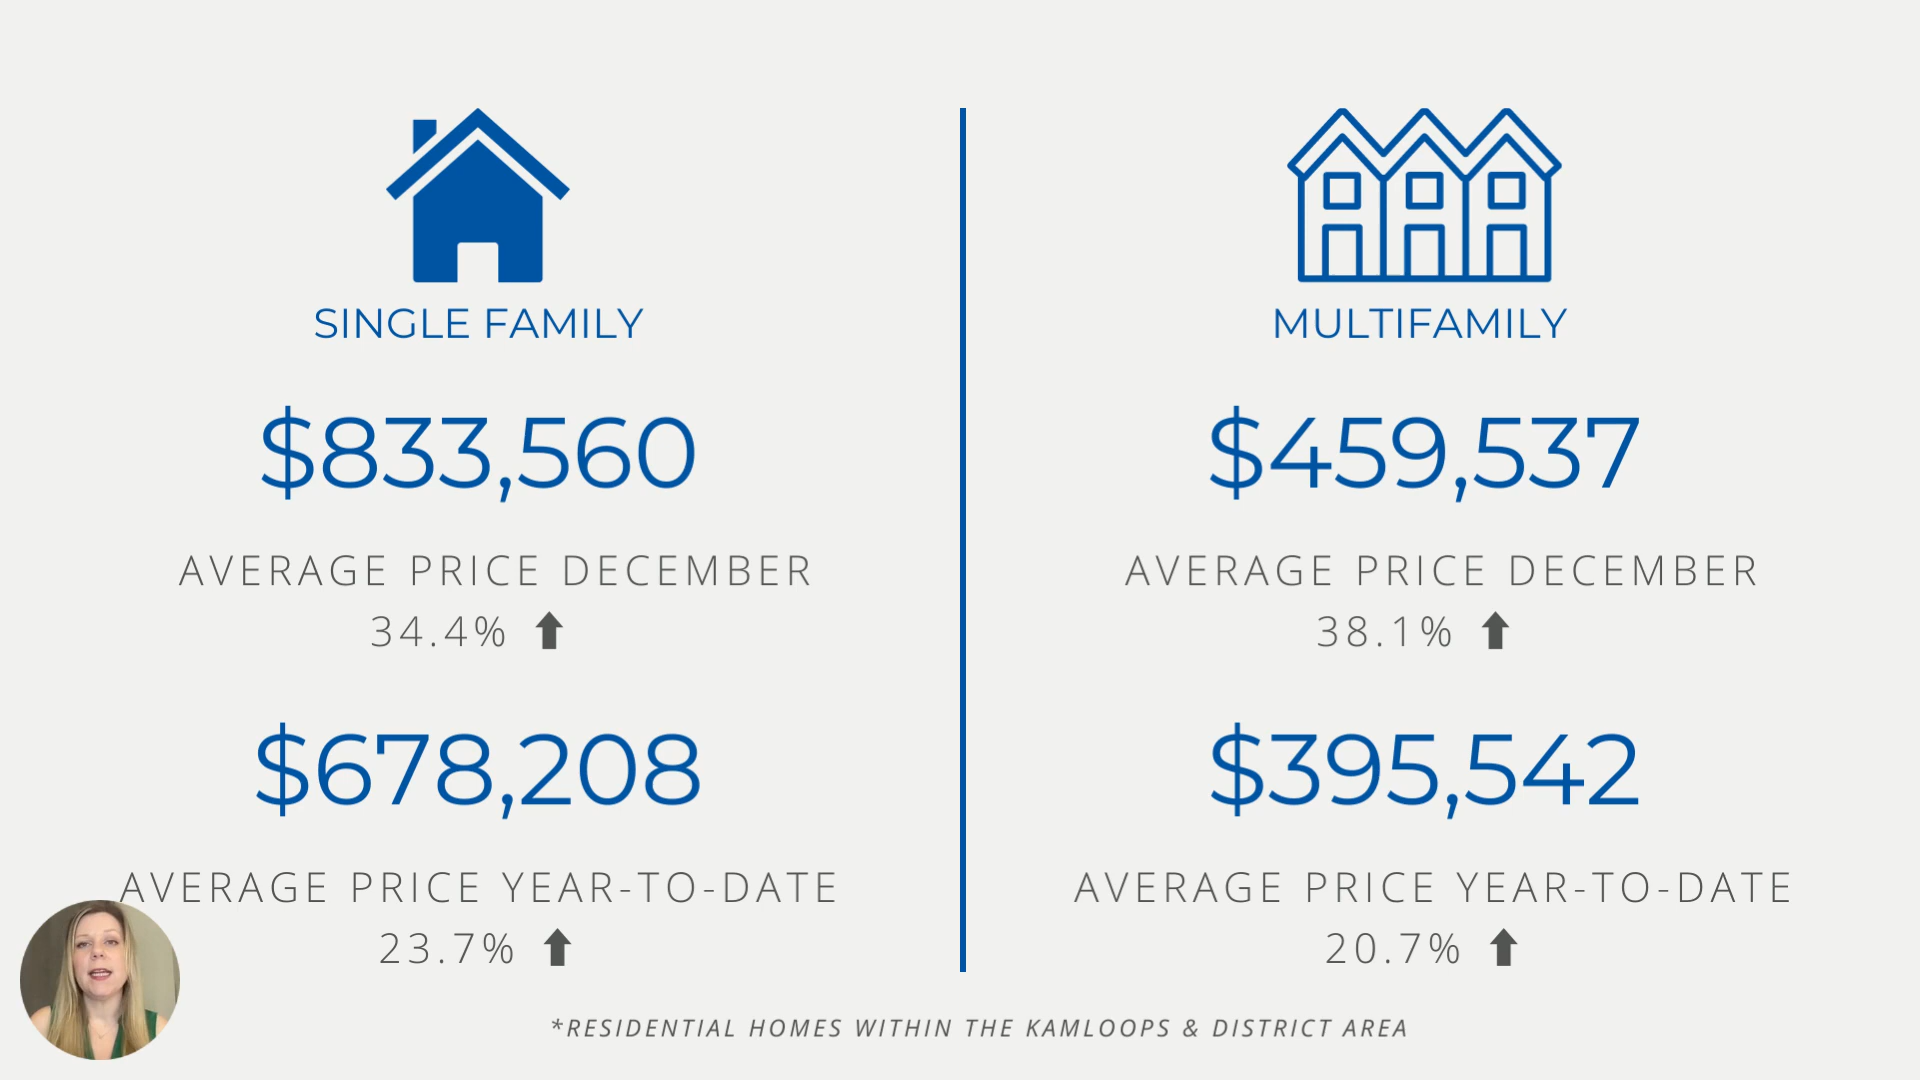 SINGLE FAMILY
$833,560
AVERAGE PRICE DECEMBER
34.4%
$678,208
AVERAGE PRICE YEAR-TO-DATE
23.7%
MULTIFAMILY
$459,537
AVERAGE PRICE DECEMBER
38.1%
$395,542
AVERAGE PRICE YEAR-TO-DATE
20.7%
*RESIDENTIAL HOMES WITHIN THE KAMLOOPS & DISTRICT AREA